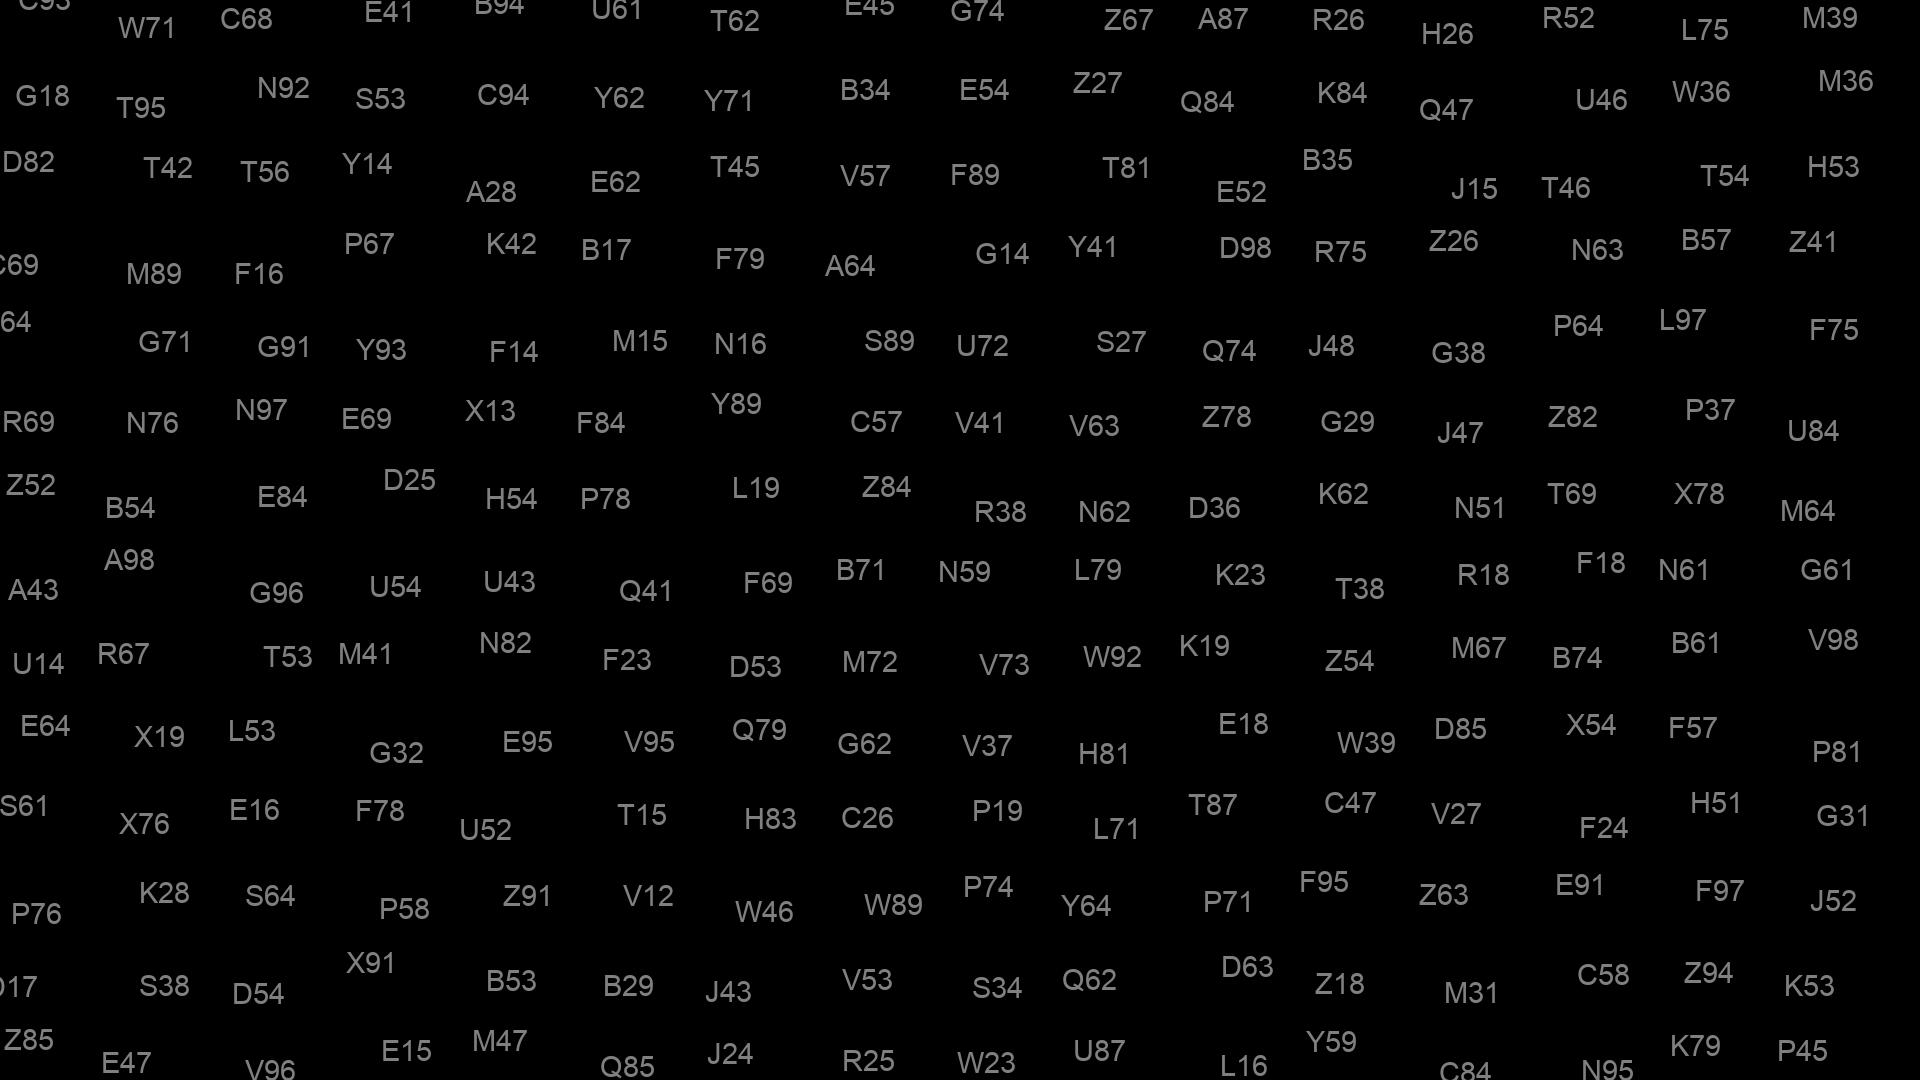 C93 W71 C68 E41 B94 U61 T62 E45 G74 Z67 A87 R26 H26 R52 L75 M39
G18 T95 N92 S53 C94 Y62 Y71 B34 E54 Z27 Q84 K84 Q47 U46 W36 M36
D82 T42 T56 Y14 A28 E62 T45 V57 F89 T81 E52 B35 J15 T46 T54 H53
C69 M89 F16 P67 K42 B17 F79 A64 G14 Y41 D98 R75 Z26 N63 B57 Z41
64 G71 G91 Y93 F14 M15 N16 S89 U72 S27 Q74 J48 G38 P64 L97 F75
R69 N76 N97 E69 X13 F84 Y89 C57 V41 V63 Z78 G29 J47 Z82 P37 U84
Z52 B54 E84 D25 H54 P78 L19 Z84 R38 N62 D36 K62 N51 T69 X78 M64
A43 A98 G96 U54 U43 Q41 F69 B71 N59 L79 K23 T38 R18 F18 N61 G61
U14 R67 T53 M41 N82 F23 D53 M72 V73 W92 K19 Z54 M67 B74 B61 V98
E64 X19 L53 G32 E95 V95 Q79 G62 V37 H81 E18 W39 D85 X54 F57 P81
S61 X76 E16 F78 U52 T15 H83 C26 P19 L71 T87 C47 V27 F24 H51 G31
P76 K28 S64 P58 Z91 V12 W46 W89 P74 Y64 P71 F95 Z63 E91 F97 J52
17 S38 D54 X91 B53 B29 J43 V53 S34 Q62 D63 Z18 M31 C58 Z94 K53
Z85 E47 V96 E15 M47 Q85 J24 R25 W23 U87 L16 Y59 C84 N95 K79 P45